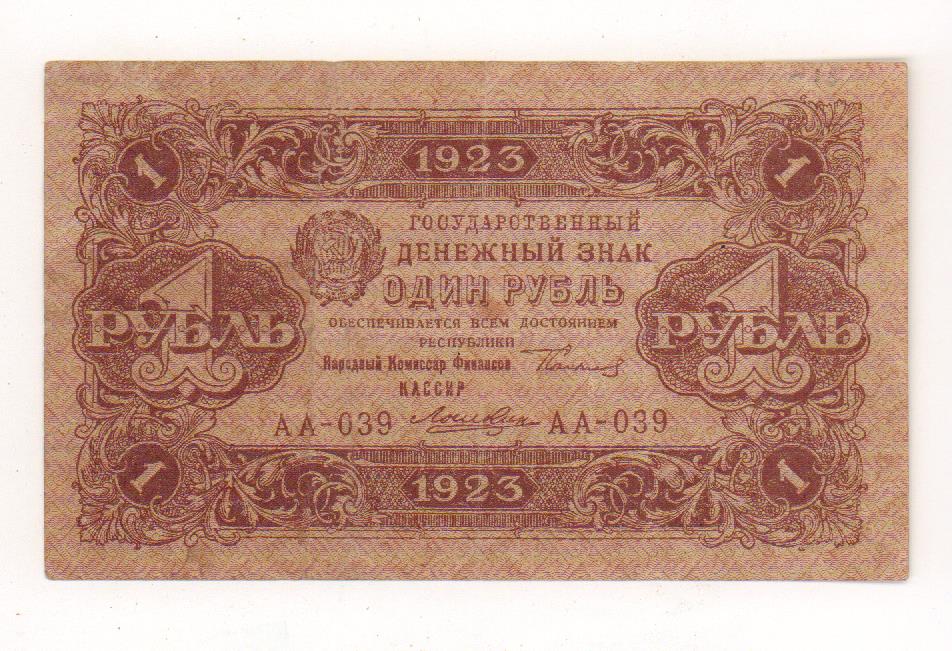 1923
1 1
ГОСУДАРСТВЕННЫЙ
ДЕНЕЖНЫЙ ЗНАК
ОДИН РУБЛЬ
1 РУБЛЬ 1 РУБЛЬ
ОБЕСПЕЧИВАЕТСЯ ВСЕМ ДОСТОЯНИЕМ
РЕСПУБЛИКИ
Народный Комиссар Финансов
КАССИР
АА-039 АА-039
1 1
1923